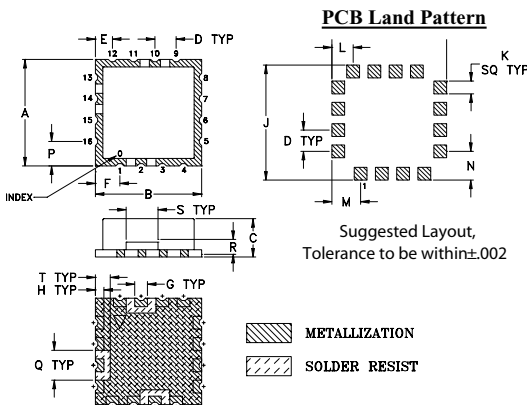 PCB Land Pattern
E
D TYP
12 11 10 9
13
14
15
16
8
7
6
5
A
P
0
1 2 3 4
F
B
INDEX
L
K
SQ TYP
J
D TYP
N
M
1
S TYP
R
C
Suggested Layout,
Tolerance to be within±.002
T TYP
H TYP
G TYP
Q TYP
METALLIZATION
SOLDER RESIST